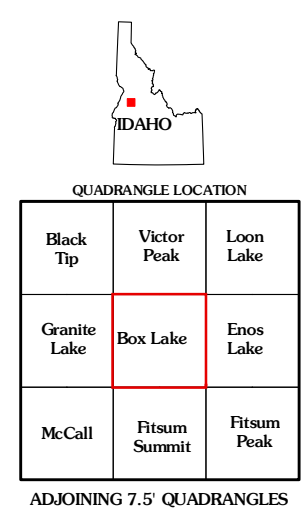 IDAHO
QUADRANGLE LOCATION
Black
Tip
Victor
Peak
Loon
Lake
Granite
Lake
Box Lake
Enos
Lake
McCall
Fitsum
Summit
Fitsum
Peak
ADJOINING 7.5' QUADRANGLES